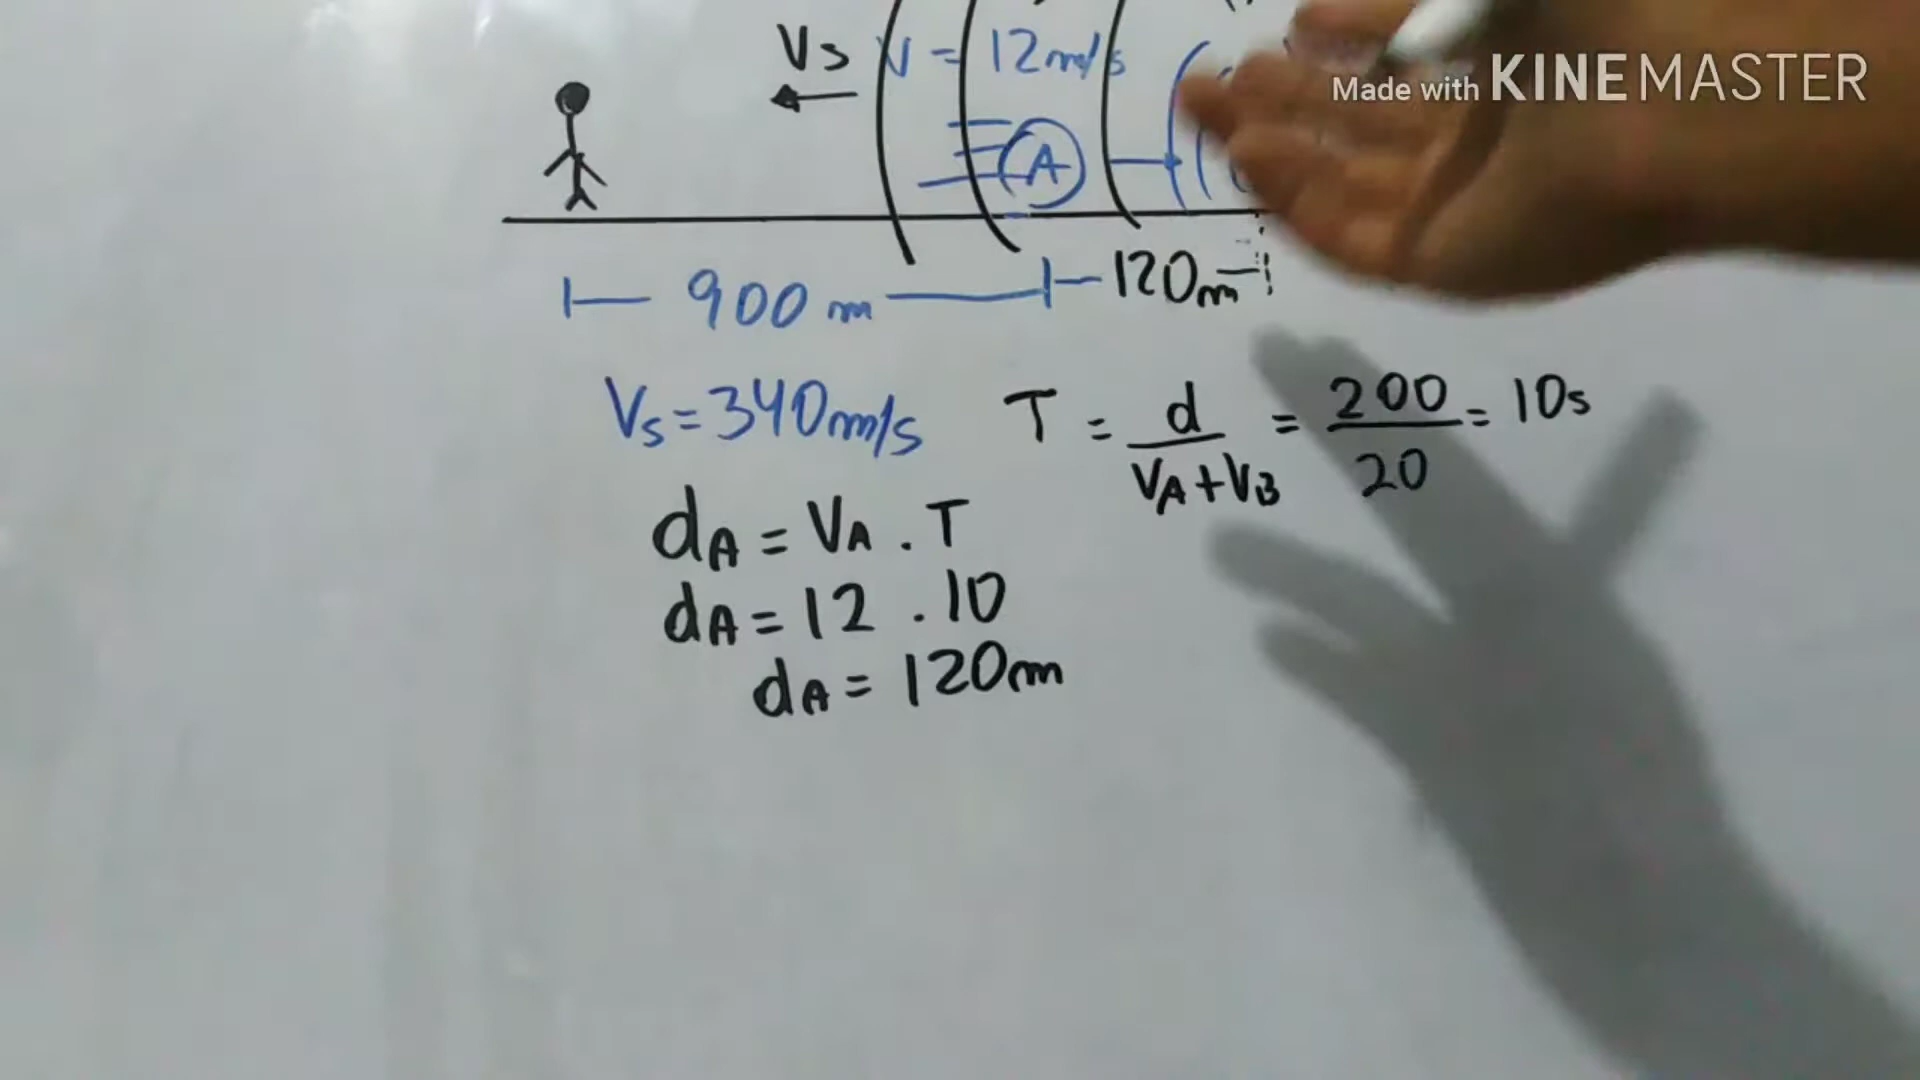 Vs V = 12m/s
Made with KINEMASTER
A
900 m 120m
Vs = 340m/s T = d / VA + VB = 200 / 20 = 10s
dA = VA . T
dA = 12 . 10
dA = 120m